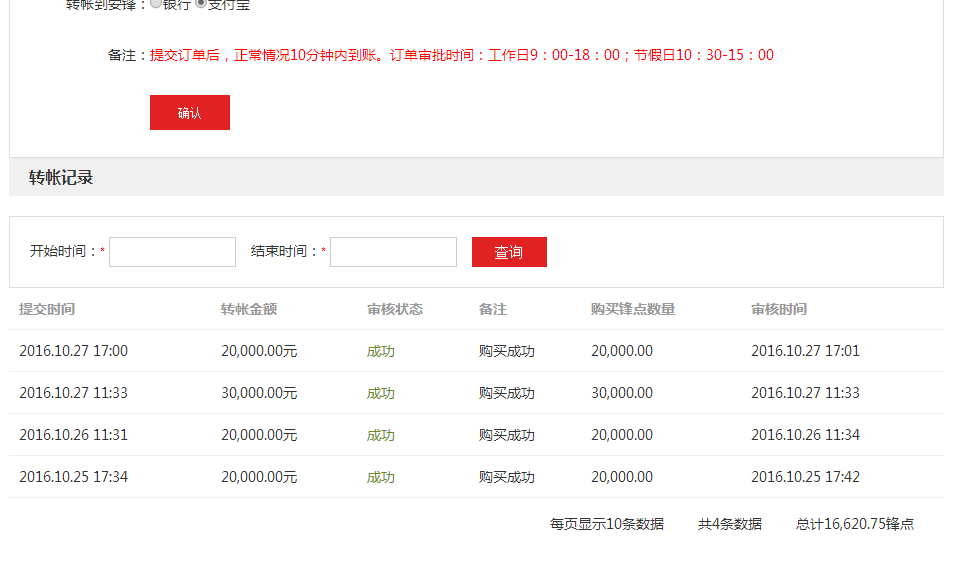 转帐到安锋：银行 支付宝
备注：提交订单后，正常情况10分钟内到账。订单审批时间：工作日9：00-18：00；节假日10：30-15：00
确认
转帐记录
开始时间：* 结束时间：* 查询
提交时间 转帐金额 审核状态 备注 购买锋点数量 审核时间
2016.10.27 17:00 20,000.00元 成功 购买成功 20,000.00 2016.10.27 17:01
2016.10.27 11:33 30,000.00元 成功 购买成功 30,000.00 2016.10.27 11:33
2016.10.26 11:31 20,000.00元 成功 购买成功 20,000.00 2016.10.26 11:34
2016.10.25 17:34 20,000.00元 成功 购买成功 20,000.00 2016.10.25 17:42
每页显示10条数据 共4条数据 总计16,620.75锋点